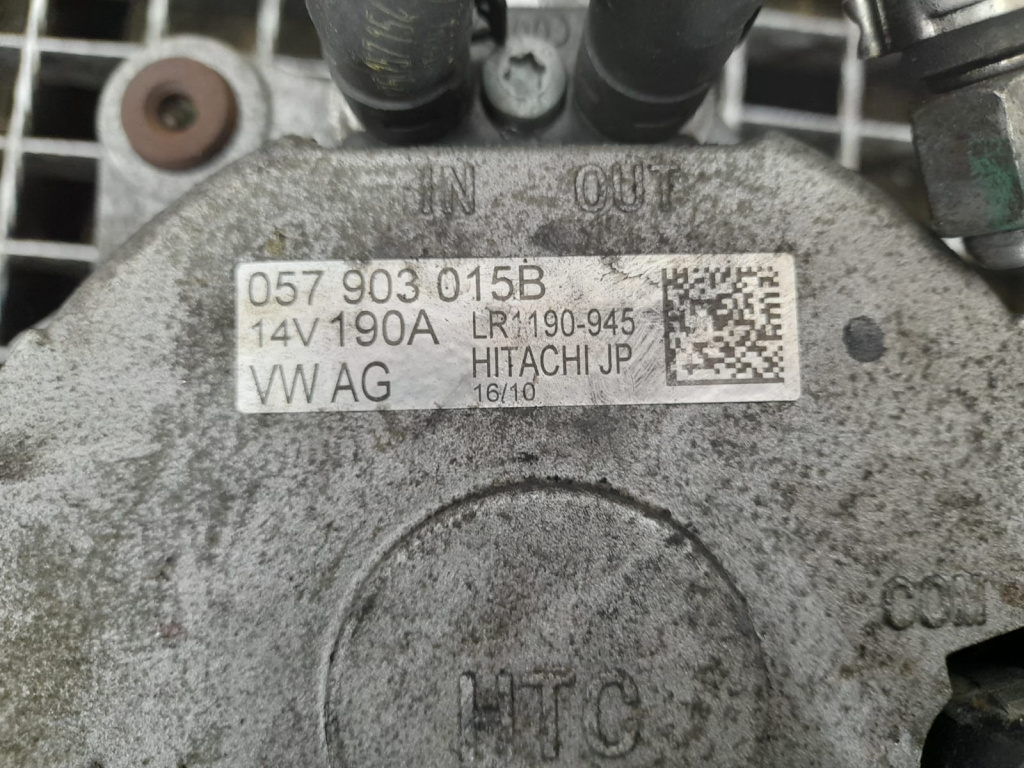 IN OUT
057 903 015B
14V 190A LR1190-945
VW AG HITACHI JP
16/10
COM
HTC